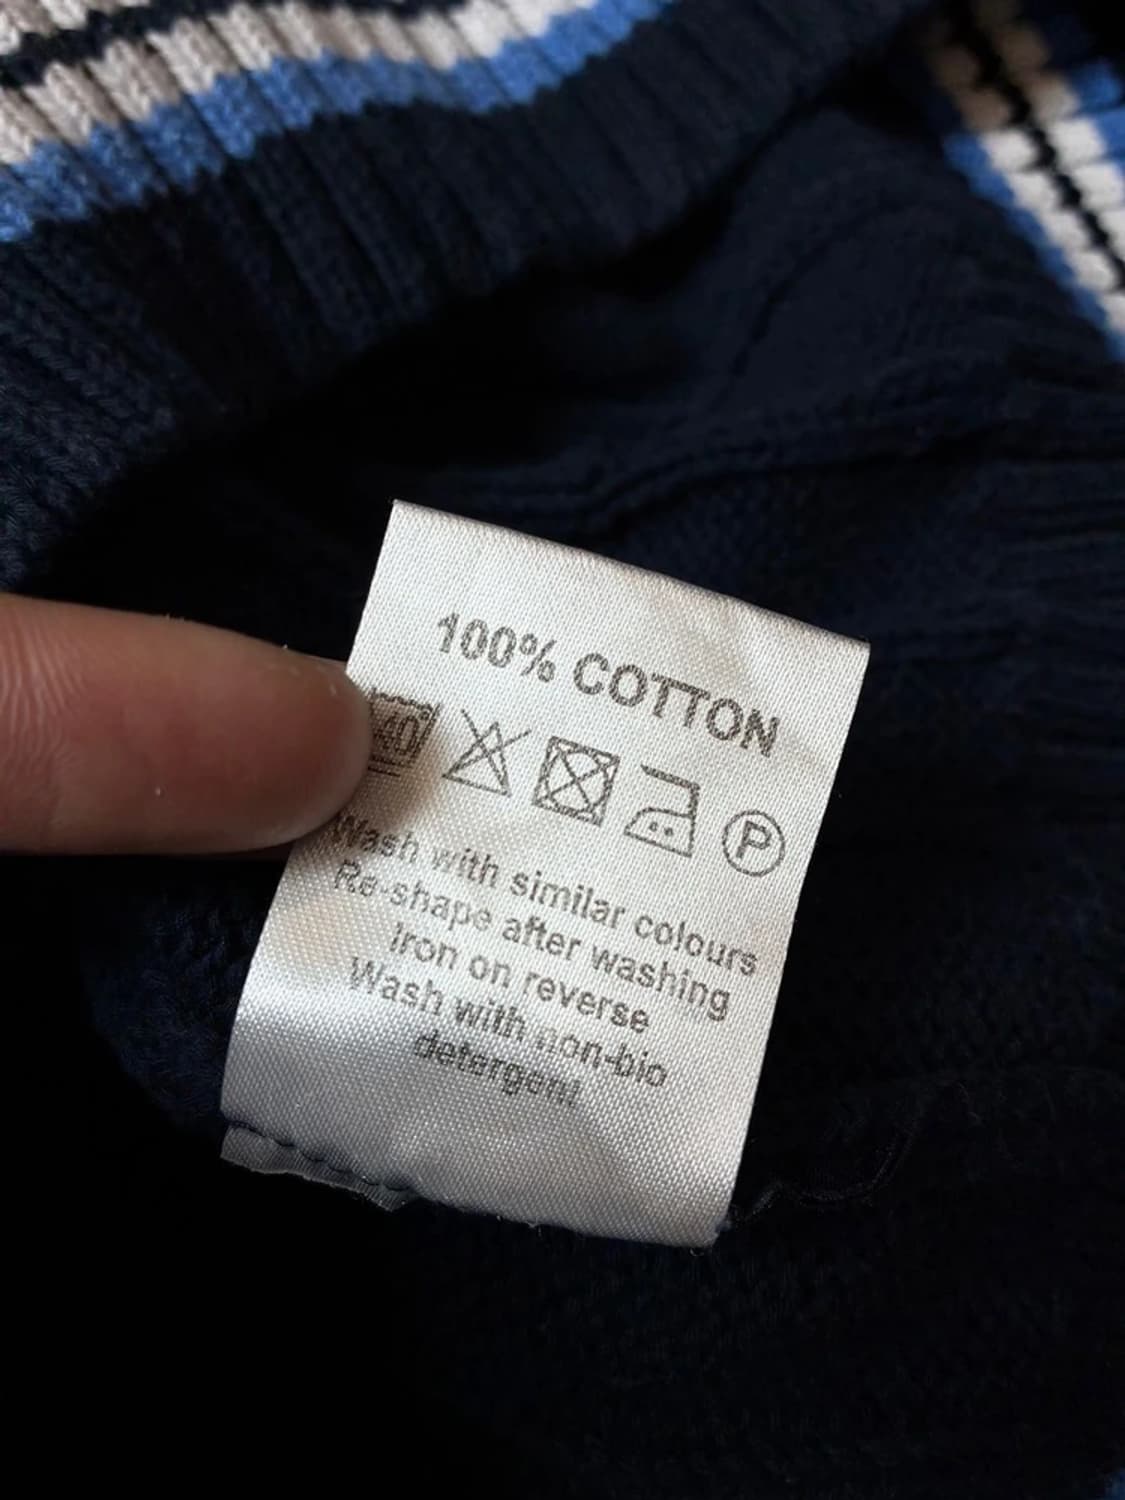 100% COTTON
40 P
Wash with similar colours
Re-shape after washing
Iron on reverse
Wash with non-bio
detergent